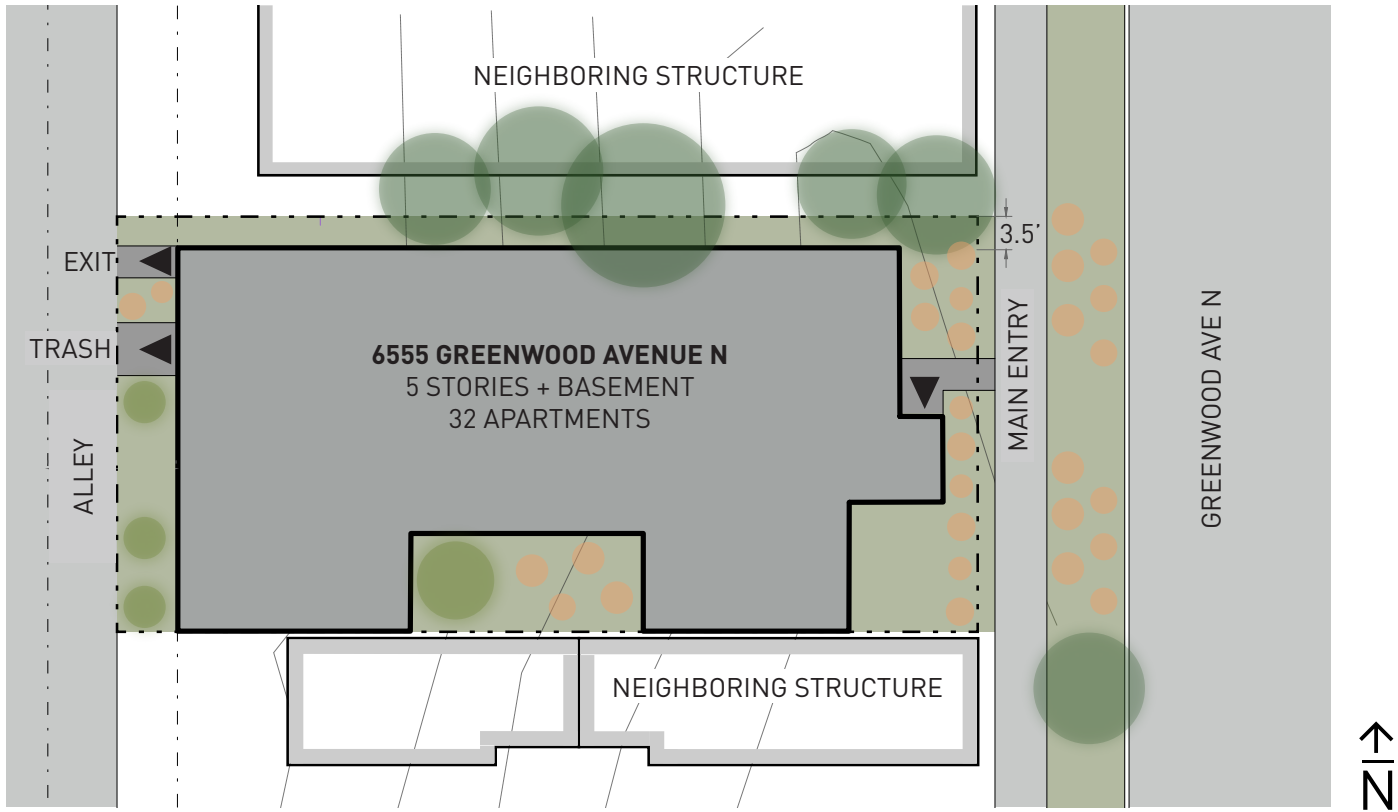 NEIGHBORING STRUCTURE
3.5’
EXIT
TRASH
6555 GREENWOOD AVENUE N
5 STORIES + BASEMENT
32 APARTMENTS
ALLEY
MAIN ENTRY
GREENWOOD AVE N
NEIGHBORING STRUCTURE
N